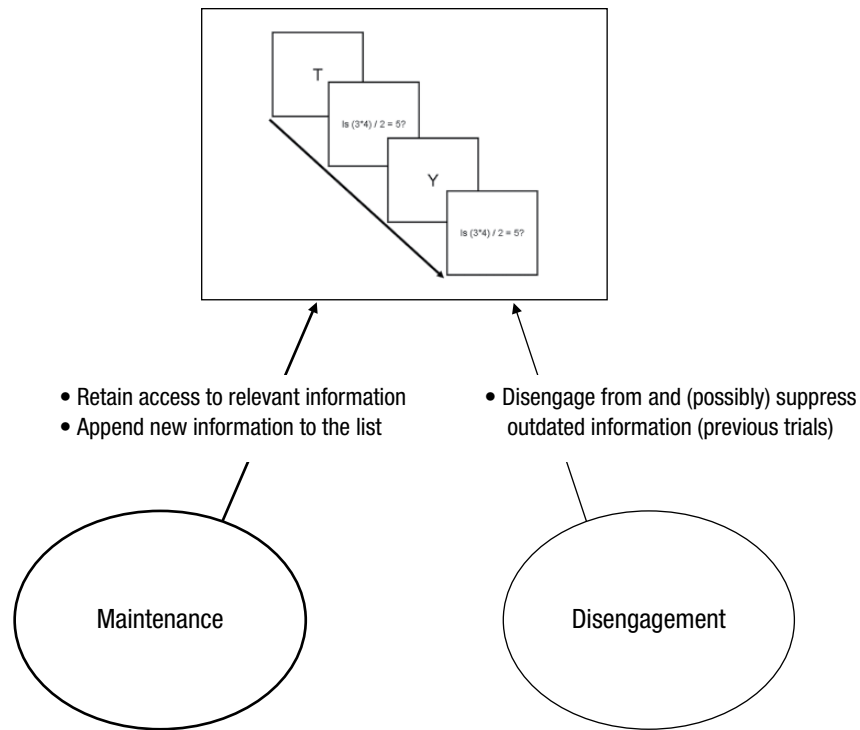 T
Is (3*4) / 2 = 5?
Y
Is (3*4) / 2 = 5?
• Retain access to relevant information
• Append new information to the list
• Disengage from and (possibly) suppress
outdated information (previous trials)
Maintenance
Disengagement